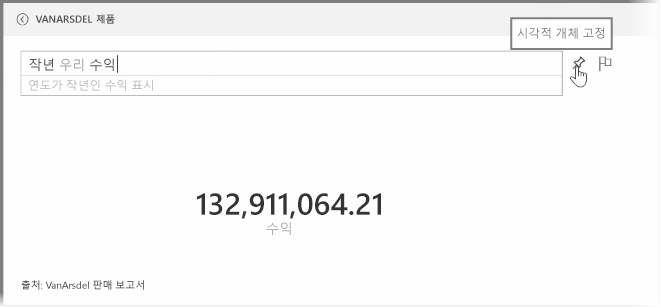 VANARSDEL 제품
시각적 개체 고정
작년 우리 수익
연도가 작년인 수익 표시
132,911,064.21
수익
출처: VanArsdel 판매 보고서